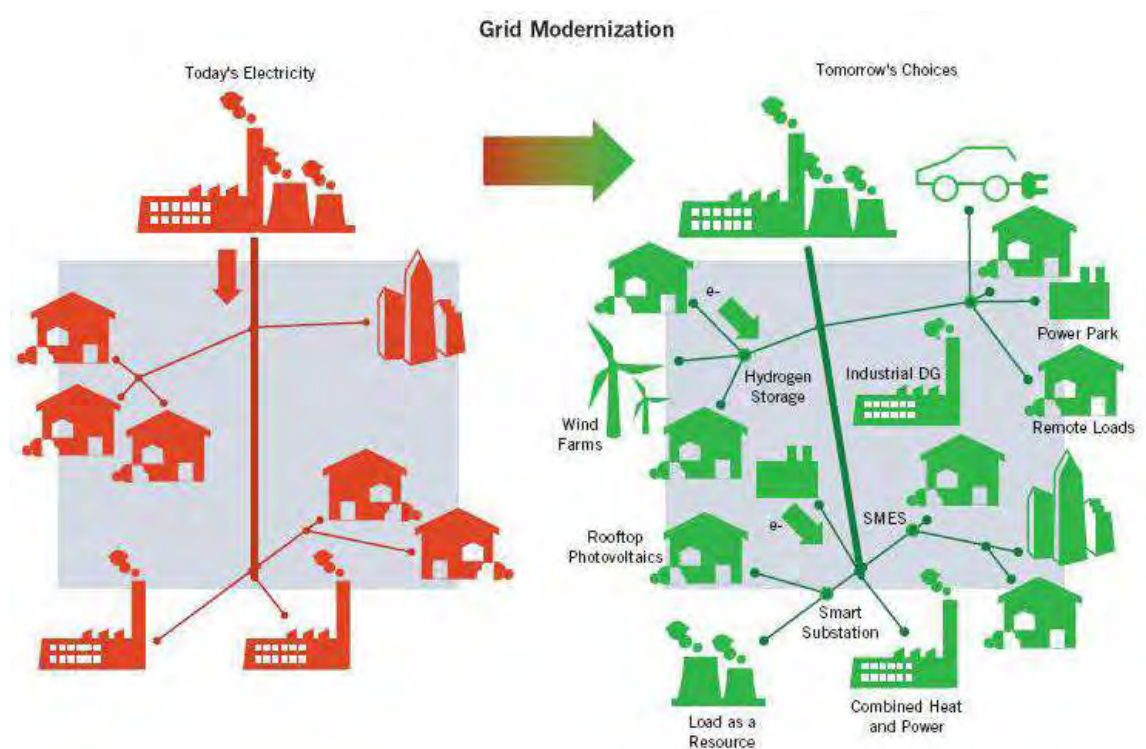 Grid Modernization
Today's Electricity
Tomorrow's Choices
e-
Power Park
Hydrogen
Storage
Industrial DG
Wind
Farms
Remote Loads
SMES
e-
Rooftop
Photovoltaics
Smart
Substation
Load as a
Resource
Combined Heat
and Power